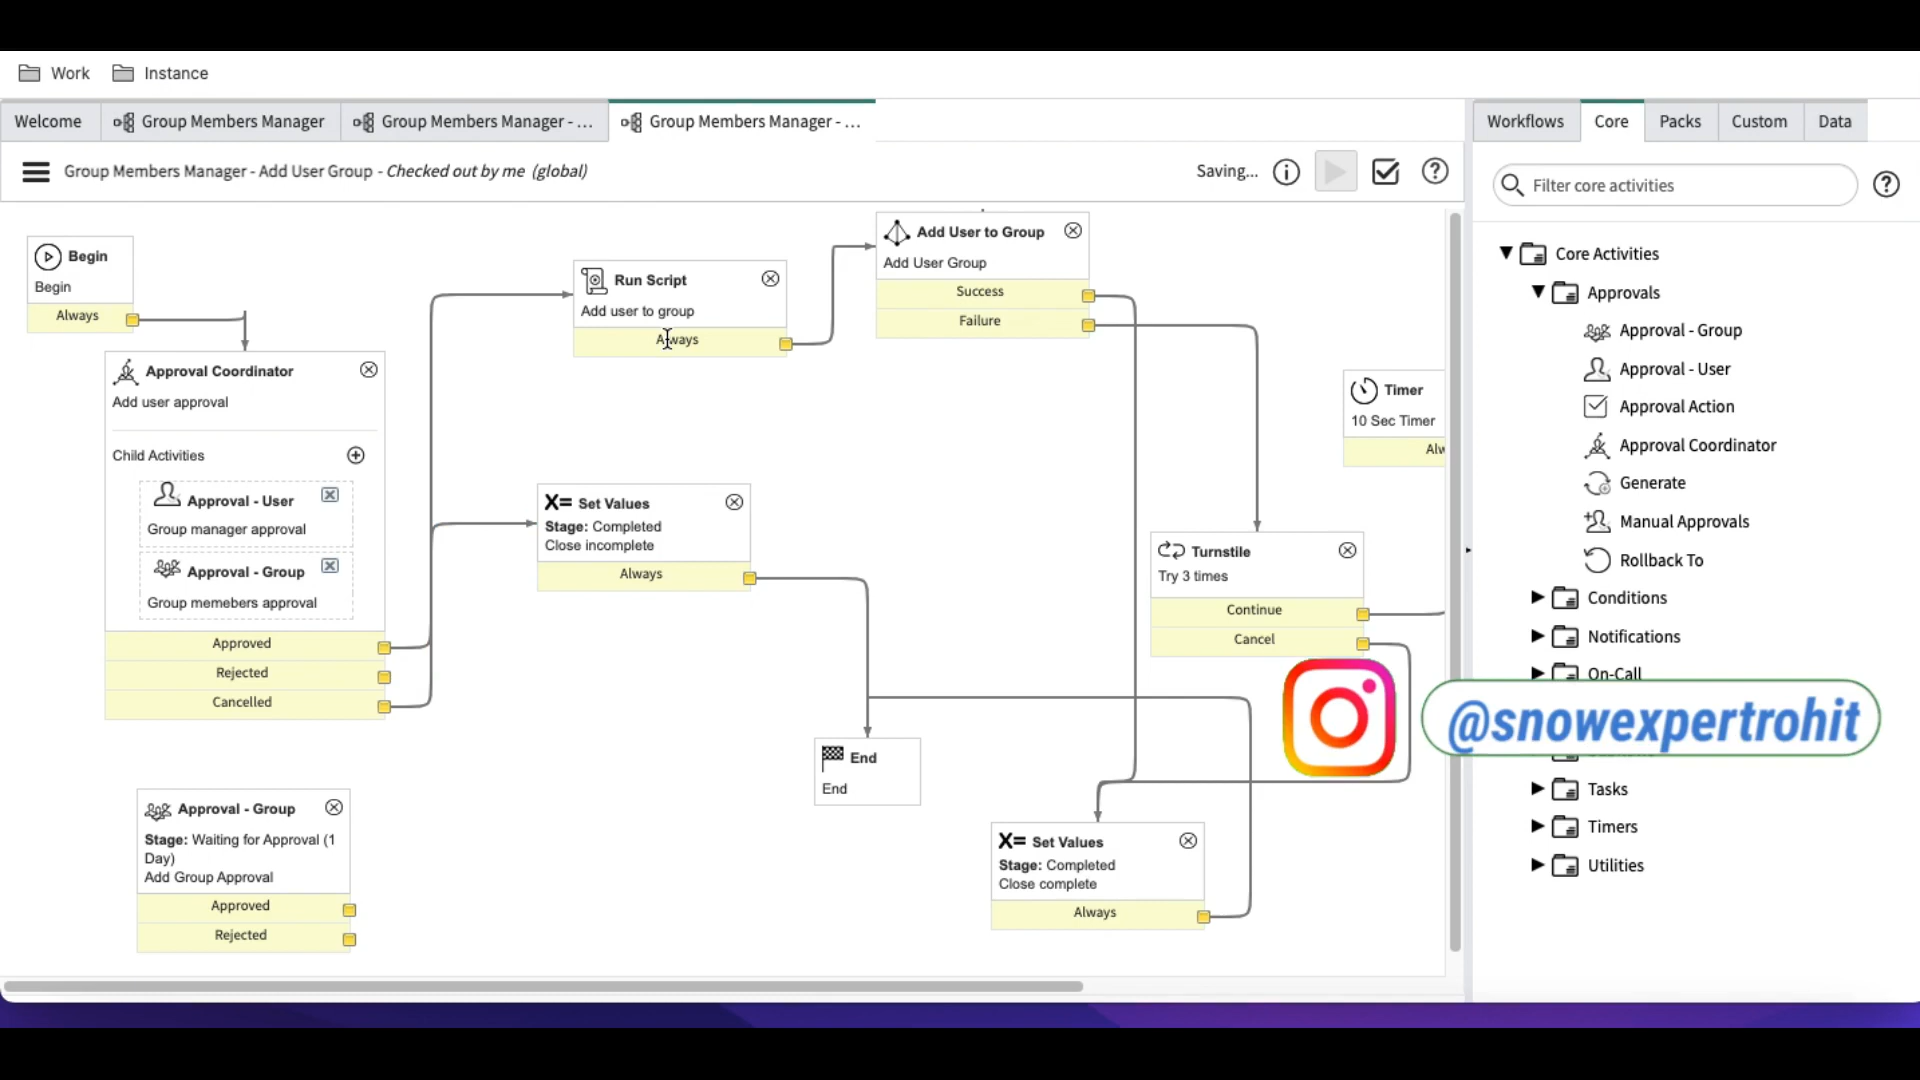 Work
Instance
Welcome
Group Members Manager
Group Members Manager - ...
Group Members Manager - ...
Workflows
Core
Packs
Custom
Data
Group Members Manager - Add User Group - Checked out by me (global)
Saving...
Filter core activities
Begin
Begin
Always
Approval Coordinator
Add user approval
Child Activities
Approval - User
Group manager approval
Approval - Group
Group memebers approval
Approved
Rejected
Cancelled
Approval - Group
Stage: Waiting for Approval (1
Day)
Add Group Approval
Approved
Rejected
Run Script
Add user to group
Always
Set Values
Stage: Completed
Close incomplete
Always
Add User to Group
Add User Group
Success
Failure
End
End
Timer
10 Sec Timer
Alw
Turnstile
Try 3 times
Continue
Cancel
Set Values
Stage: Completed
Close complete
Always
Core Activities
Approvals
Approval - Group
Approval - User
Approval Action
Approval Coordinator
Generate
Manual Approvals
Rollback To
Conditions
Notifications
On-Call
@snowexpertrohit
Tasks
Timers
Utilities